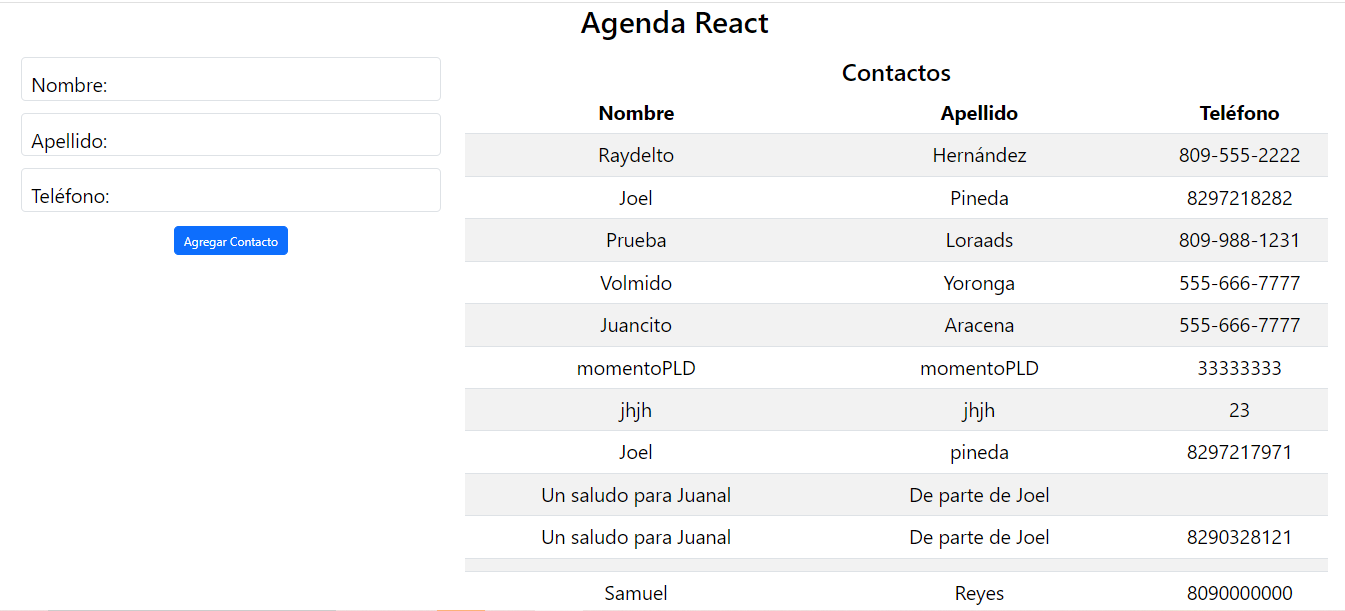 Agenda React
Nombre:
Apellido:
Teléfono:
Agregar Contacto
Contactos
Nombre Apellido Teléfono
Raydelto Hernández 809-555-2222
Joel Pineda 8297218282
Prueba Loraads 809-988-1231
Volmido Yoronga 555-666-7777
Juancito Aracena 555-666-7777
momentoPLD momentoPLD 33333333
jhjh jhjh 23
Joel pineda 8297217971
Un saludo para Juanal De parte de Joel
Un saludo para Juanal De parte de Joel 8290328121
Samuel Reyes 8090000000